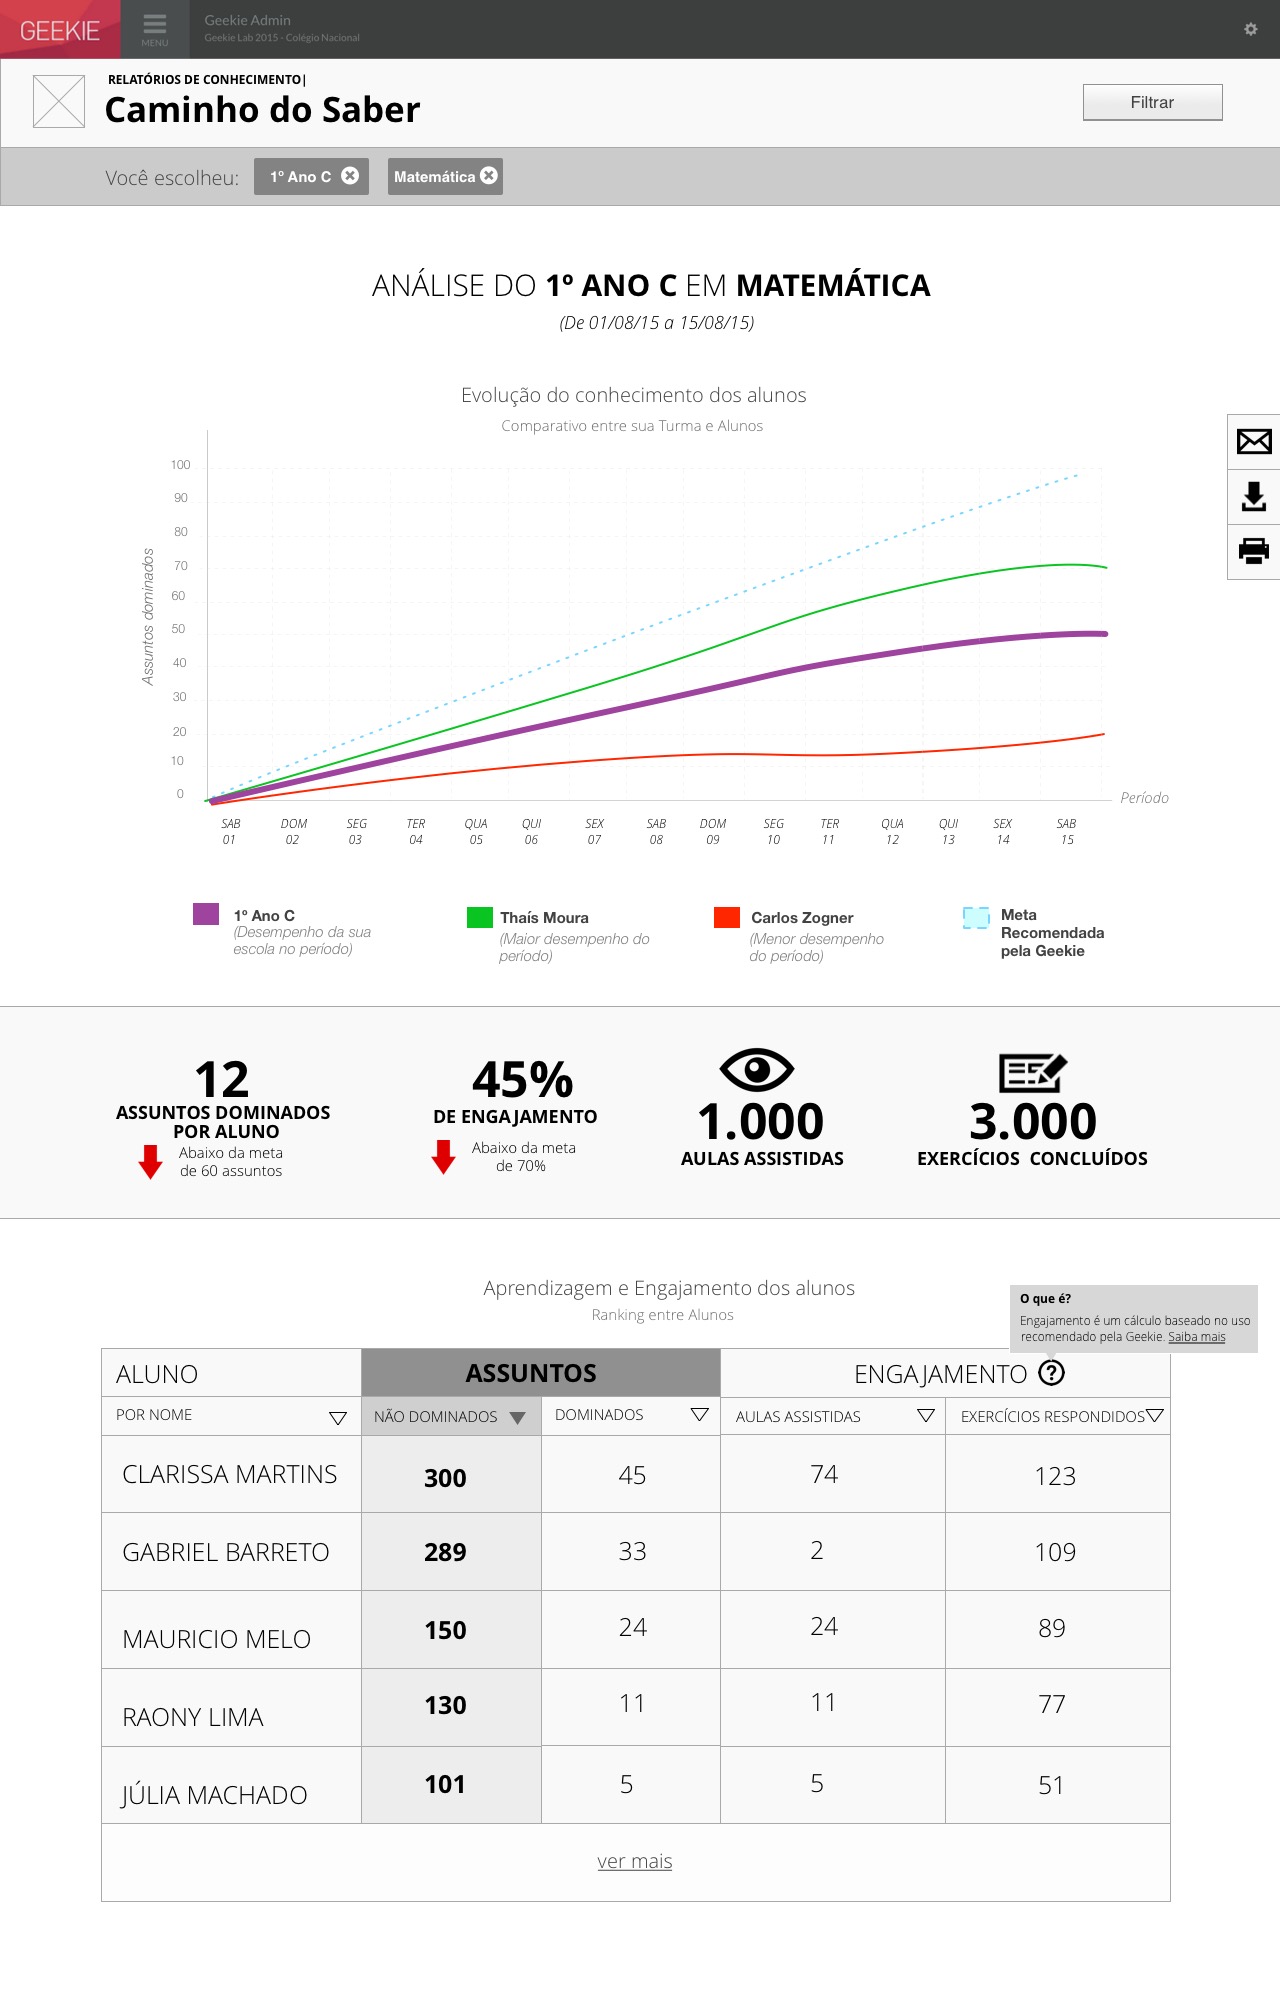 GEEKIE
MENU
Geekie Admin
Geekie Lab 2015 - Colégio Nacional
RELATÓRIOS DE CONHECIMENTO|
Caminho do Saber
Filtrar
Você escolheu:
1º Ano C
Matemática
ANÁLISE DO 1º ANO C EM MATEMÁTICA
(De 01/08/15 a 15/08/15)
Evolução do conhecimento dos alunos
Comparativo entre sua Turma e Alunos
Assuntos dominados
100
90
80
70
60
50
40
30
20
10
0
Período
SAB DOM SEG TER QUA QUI SEX SAB DOM SEG TER QUA QUI SEX SAB
01 02 03 04 05 06 07 08 09 10 11 12 13 14 15
1º Ano C
(Desempenho da sua
escola no período)
Thaís Moura
(Maior desempenho do
período)
Carlos Zogner
(Menor desempenho
do período)
Meta
Recomendada
pela Geekie
12
ASSUNTOS DOMINADOS
POR ALUNO
Abaixo da meta
de 60 assuntos
45%
DE ENGAJAMENTO
Abaixo da meta
de 70%
1.000
AULAS ASSISTIDAS
3.000
EXERCÍCIOS CONCLUÍDOS
Aprendizagem e Engajamento dos alunos
Ranking entre Alunos
O que é?
Engajamento é um cálculo baseado no uso
recomendado pela Geekie. Saiba mais
ALUNO ASSUNTOS ENGAJAMENTO ?
POR NOME NÃO DOMINADOS DOMINADOS AULAS ASSISTIDAS EXERCÍCIOS RESPONDIDOS
CLARISSA MARTINS 300 45 74 123
GABRIEL BARRETO 289 33 2 109
MAURICIO MELO 150 24 24 89
RAONY LIMA 130 11 11 77
JÚLIA MACHADO 101 5 5 51
ver mais